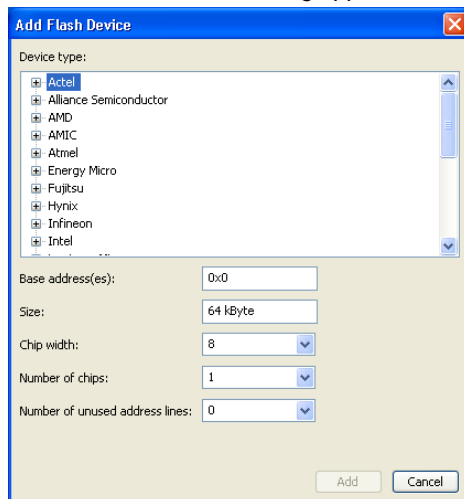 Add Flash Device
Device type:
Actel
Alliance Semiconductor
AMD
AMIC
Atmel
Energy Micro
Fujitsu
Hynix
Infineon
Intel
Base address(es):
0x0
Size:
64 kByte
Chip width:
8
Number of chips:
1
Number of unused address lines:
0
Add
Cancel